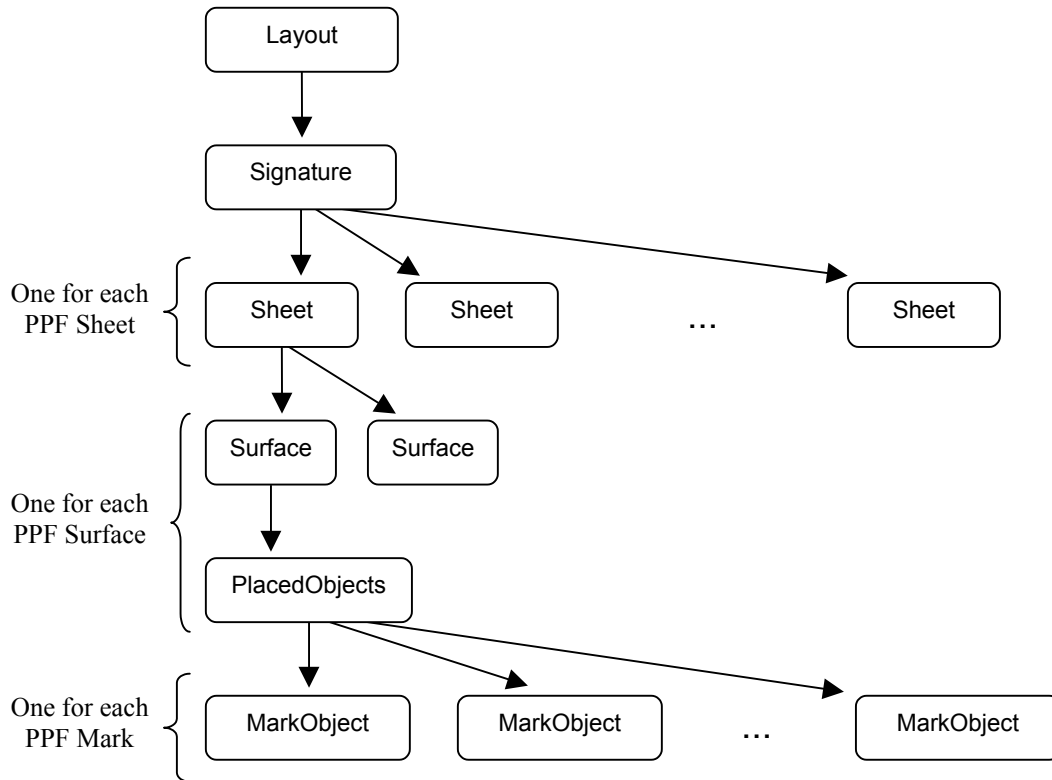 Layout
Signature
One for each
PPF Sheet
Sheet
Sheet
...
Sheet
One for each
PPF Surface
Surface
Surface
PlacedObjects
One for each
PPF Mark
MarkObject
MarkObject
...
MarkObject